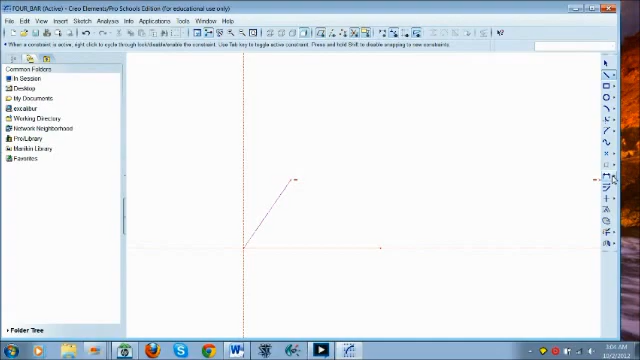 FOUR_BAR (Active) - Creo Elements/Pro Schools Edition (for educational use only)
File Edit View Insert Sketch Analysis Info Applications Tools Window Help
• When a constraint is active, right click to cycle through lock/disable/enable the constraint. Use Tab key to toggle active constraint. Press and hold Shift to disable snapping to new constraints.
Common Folders
In Session
Desktop
My Documents
excalibur
Working Directory
Network Neighborhood
Pro/Library
Manikin Library
Favorites
Folder Tree
3:04 AM
10/2/2012